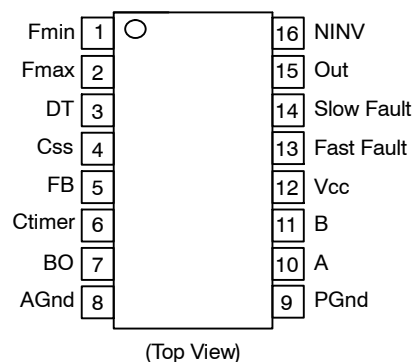 Fmin 1 16 NINV
Fmax 2 15 Out
DT 3 14 Slow Fault
Css 4 13 Fast Fault
FB 5 12 Vcc
Ctimer 6 11 B
BO 7 10 A
AGnd 8 9 PGnd
(Top View)